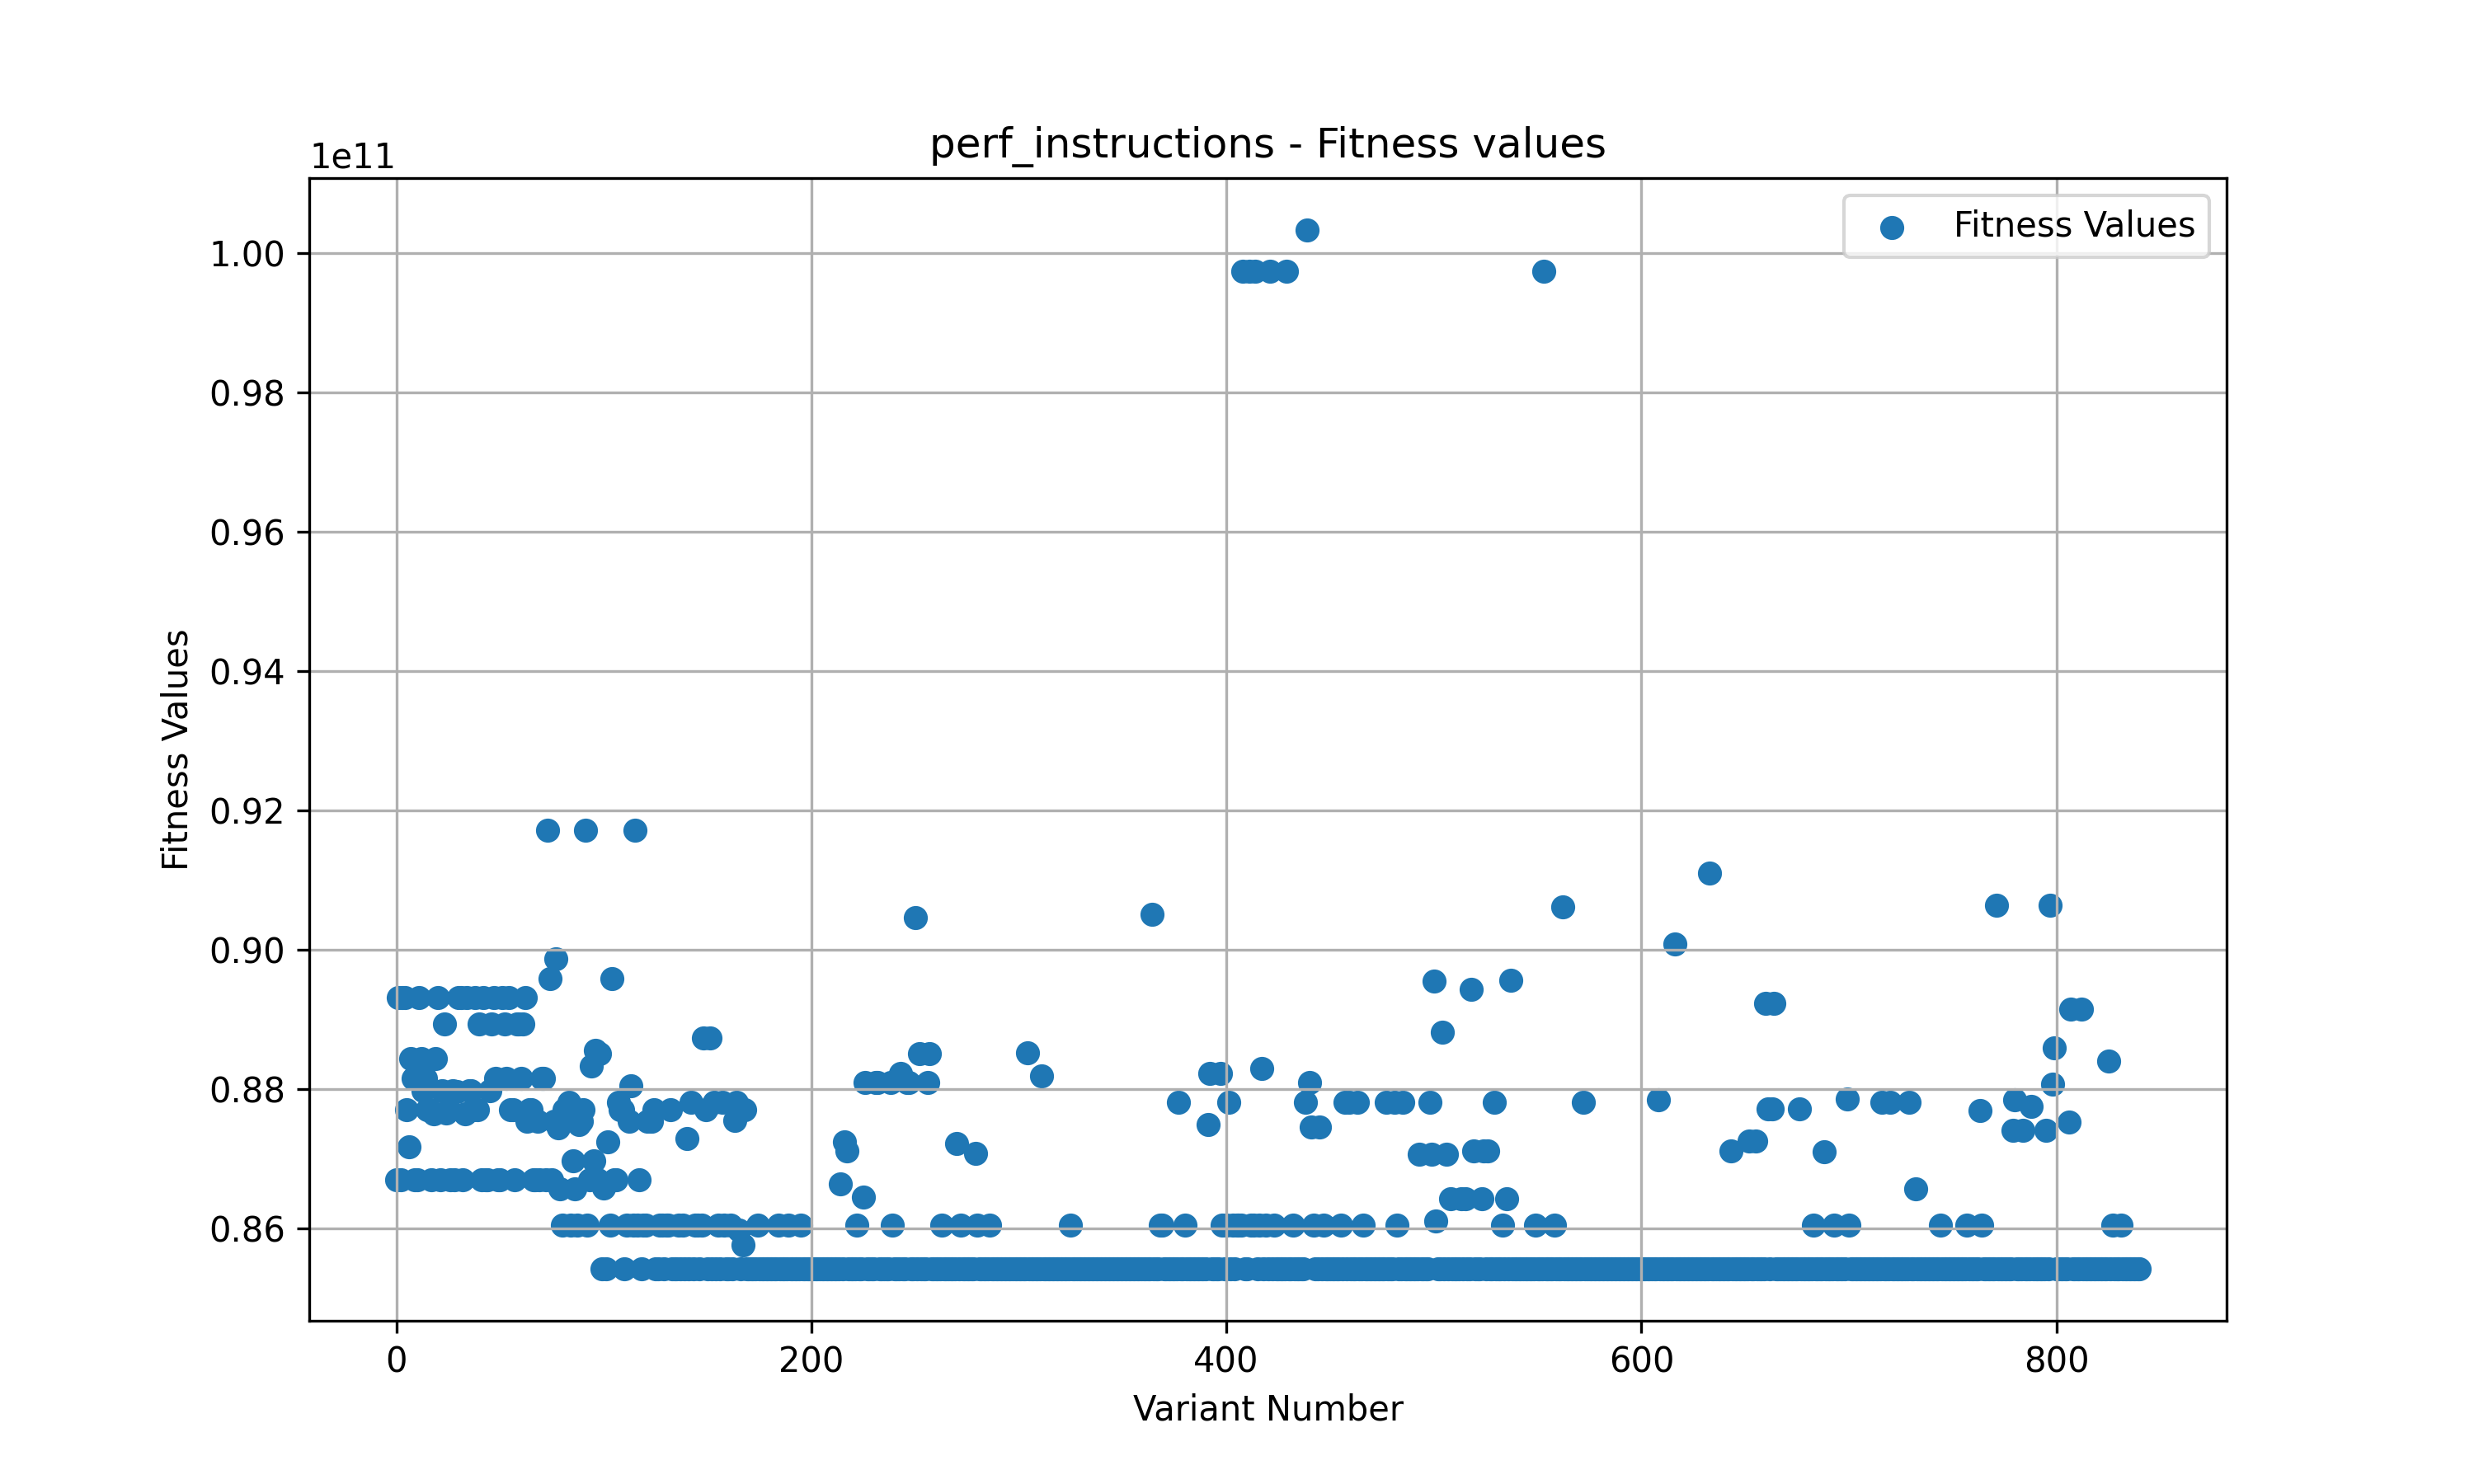 perf_instructions - Fitness values
1e11
Fitness Values
1.00
0.98
0.96
0.94
0.92
0.90
0.88
0.86
Fitness Values
0 200 400 600 800
Variant Number